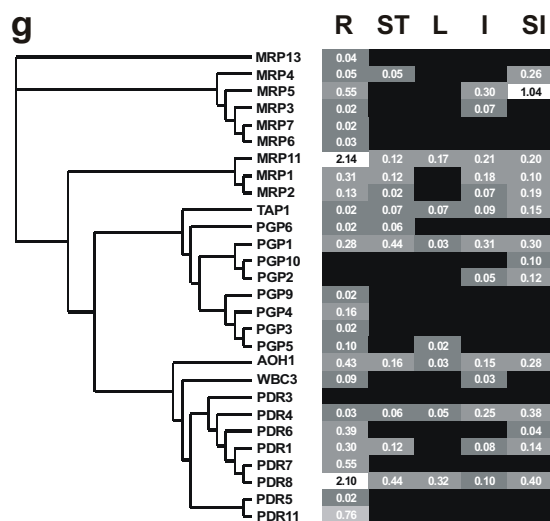 g R ST L I SI
MRP13 0.04
MRP4 0.05 0.05 0.26
MRP5 0.55 0.30 1.04
MRP3 0.02 0.07
MRP7 0.02
MRP6 0.03
MRP11 2.14 0.12 0.17 0.21 0.20
MRP1 0.31 0.12 0.18 0.10
MRP2 0.13 0.02 0.07 0.19
TAP1 0.02 0.07 0.07 0.09 0.15
PGP6 0.02 0.06
PGP1 0.28 0.44 0.03 0.31 0.30
PGP10 0.10
PGP2 0.05 0.12
PGP9 0.02
PGP4 0.16
PGP3 0.02
PGP5 0.10 0.02
AOH1 0.43 0.16 0.03 0.15 0.28
WBC3 0.09 0.03
PDR3
PDR4 0.03 0.06 0.05 0.25 0.38
PDR6 0.39 0.04
PDR1 0.30 0.12 0.08 0.14
PDR7 0.55
PDR8 2.10 0.44 0.32 0.10 0.40
PDR5 0.02
PDR11 0.76